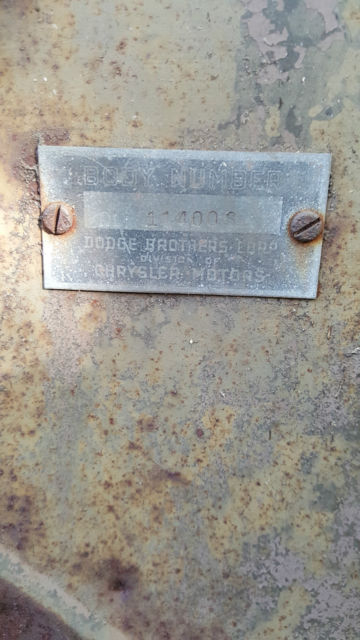 BODY NUMBER
DODGE BROTHERS CORP
DIVISION OF
CHRYSLER MOTORS